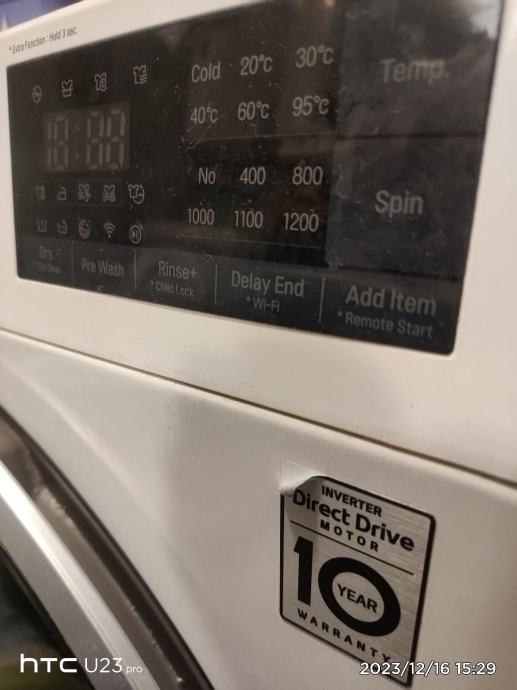 * Extra Function : Hold 3 sec.
Cold 20°C 30°C
40°C 60°C 95°C
Temp.
No 400 800
1000 1100 1200
Spin
Dry
Pre Wash
Rinse+
* Child Lock
Delay End
* Wi-Fi
Add Item
* Remote Start
INVERTER
Direct Drive
MOTOR
10 YEAR
WARRANTY
hTC U23 pro
2023/12/16 15:29